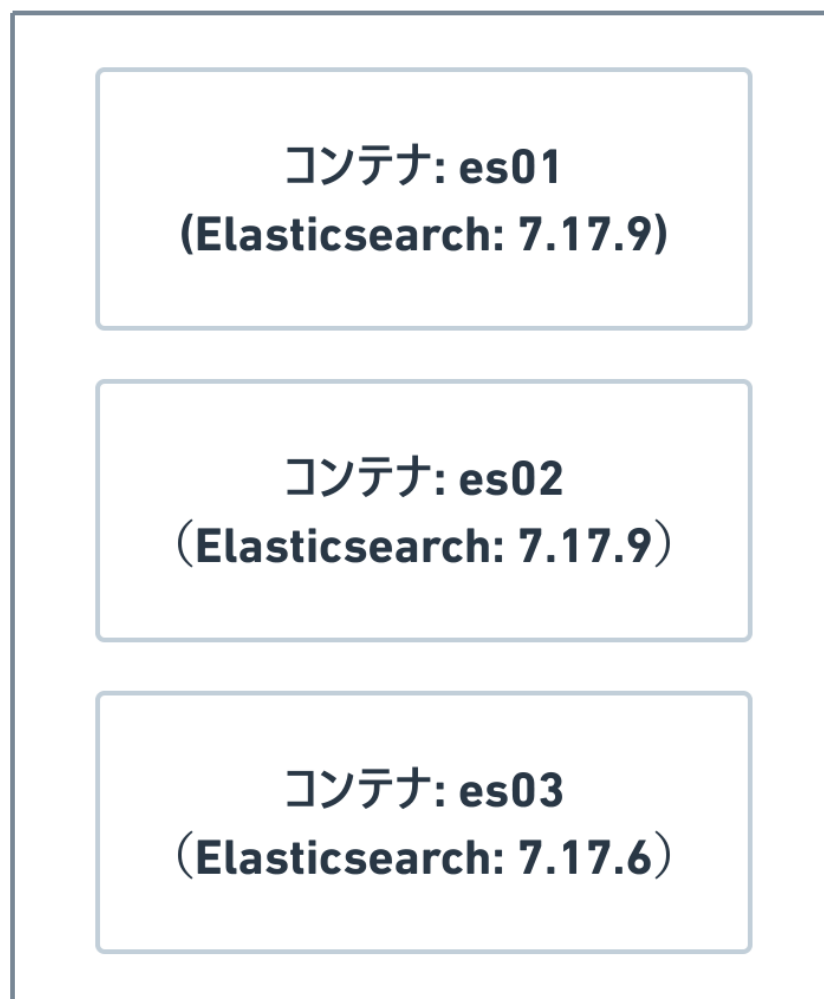 コンテナ: es01
(Elasticsearch: 7.17.9)
コンテナ: es02
（Elasticsearch: 7.17.9）
コンテナ: es03
（Elasticsearch: 7.17.6）